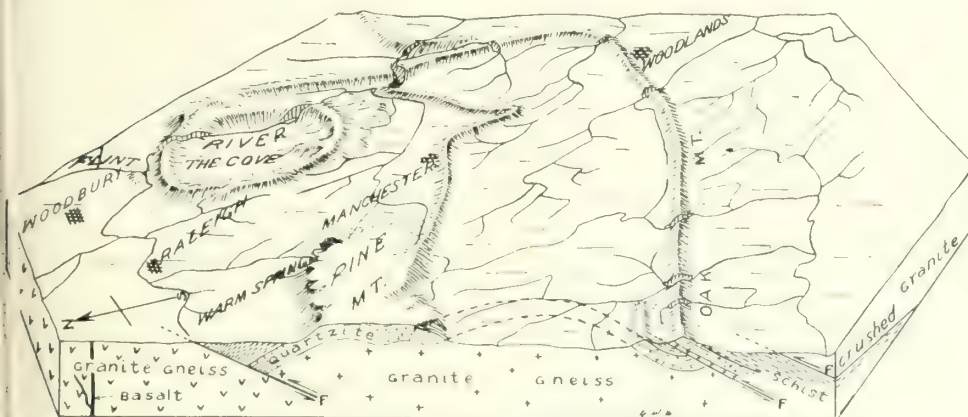 WOODLANDS
RIVER
THE COVE
FLINT
WOODBURY
MT.
MANCHESTER
RALEIGH
WARM SPRINGS
PINE
MT.
OAK
N
S
quartzite
Granite Gneiss
Basalt
F
Granite Gneiss
Schist
F
F
crushed granite